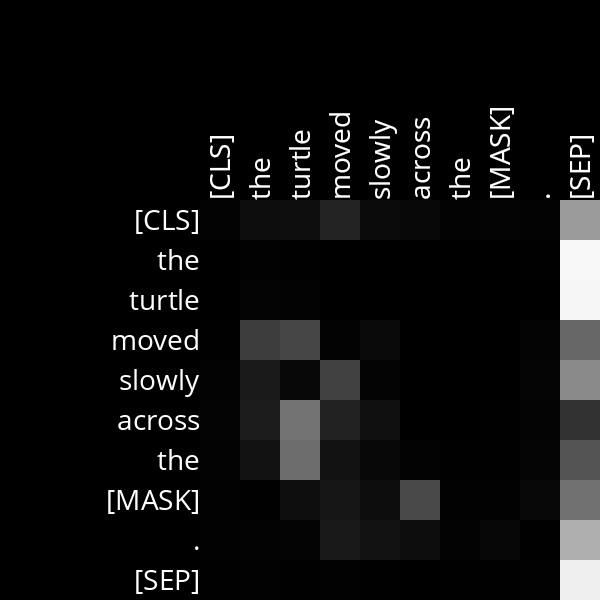 [CLS] the turtle moved slowly across the [MASK] . [SEP]
[CLS]
the
turtle
moved
slowly
across
the
[MASK]
.
[SEP]